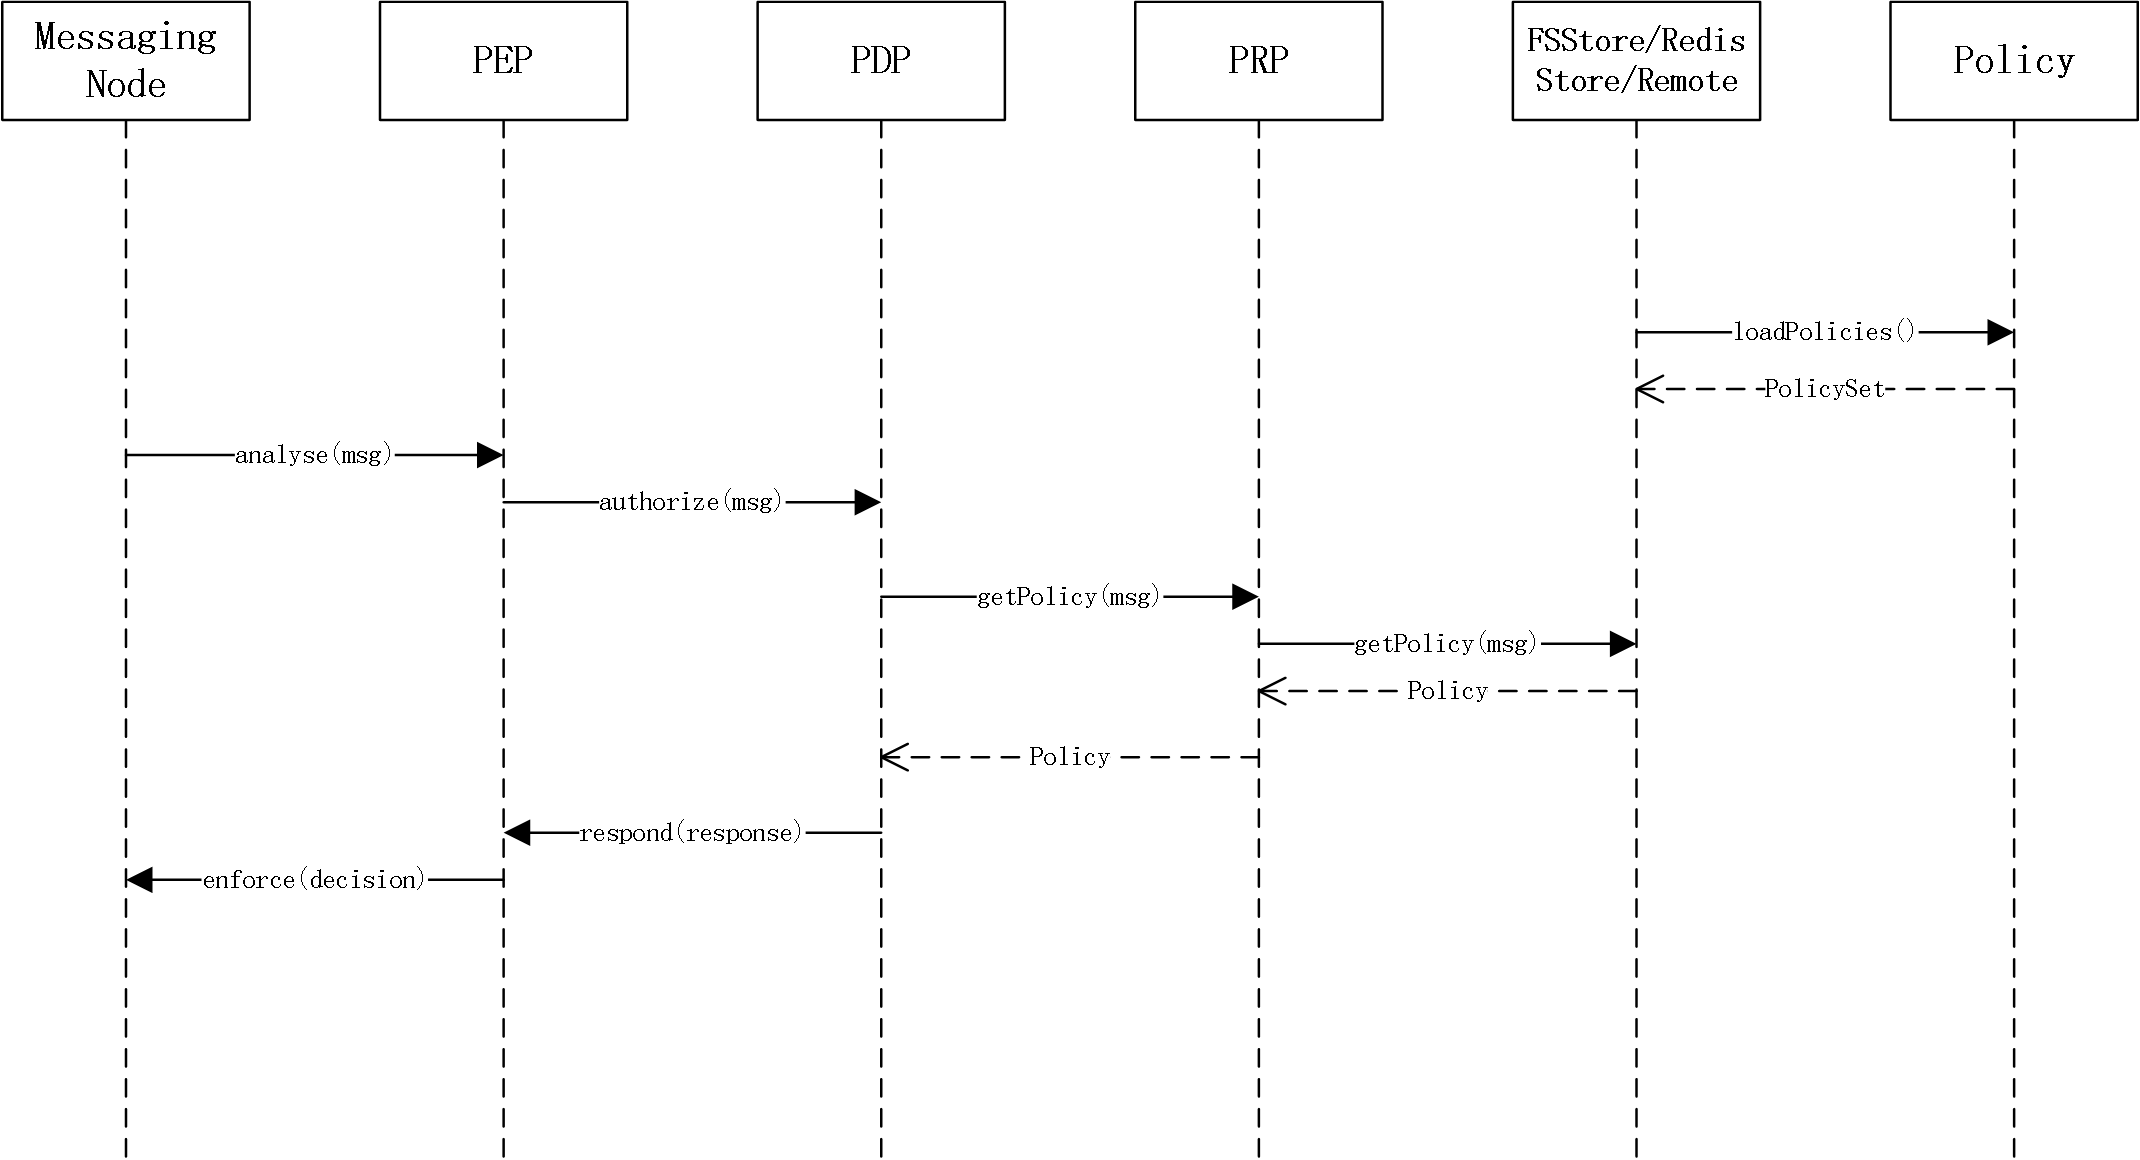 Messaging
Node
PEP
PDP
PRP
FSStore/Redis
Store/Remote
Policy
loadPolicies()
PolicySet
analyse(msg)
authorize(msg)
getPolicy(msg)
getPolicy(msg)
Policy
Policy
respond(response)
enforce(decision)